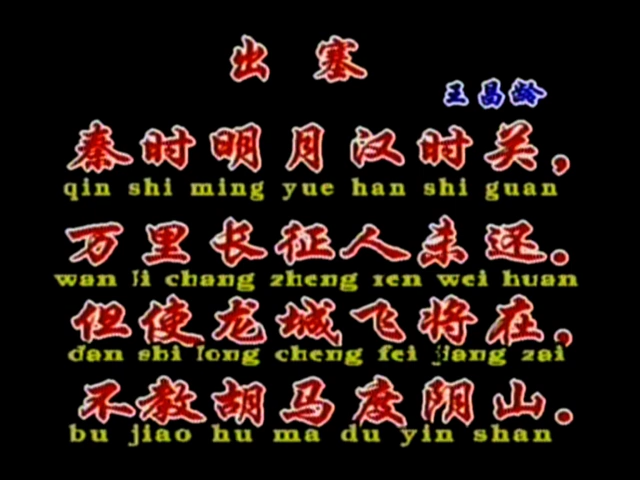 出 塞
王昌龄
秦时明月汉时关，
qin shi ming yue han shi guan
万里长征人未还．
wan li chang zheng ren wei huan
但使龙城飞将在，
dan shi long cheng fei jiang zai
不教胡马度阴山．
bu jiao hu ma du yin shan